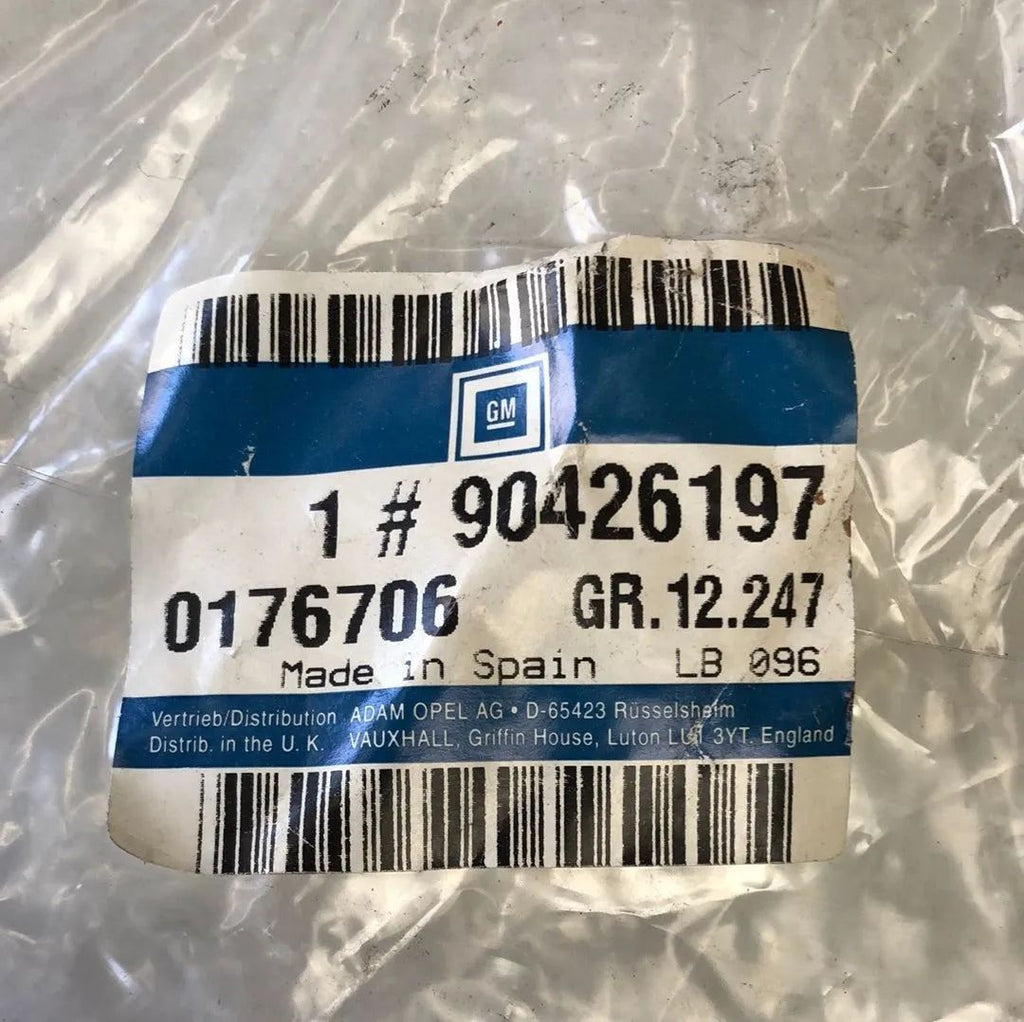 GM
1 # 90426197
0176706 GR.12.247
Made in Spain LB 096
Vertrieb/Distribution ADAM OPEL AG • D-65423 Rüsselsheim
Distrib. in the U. K. VAUXHALL, Griffin House, Luton LU1 3YT. England